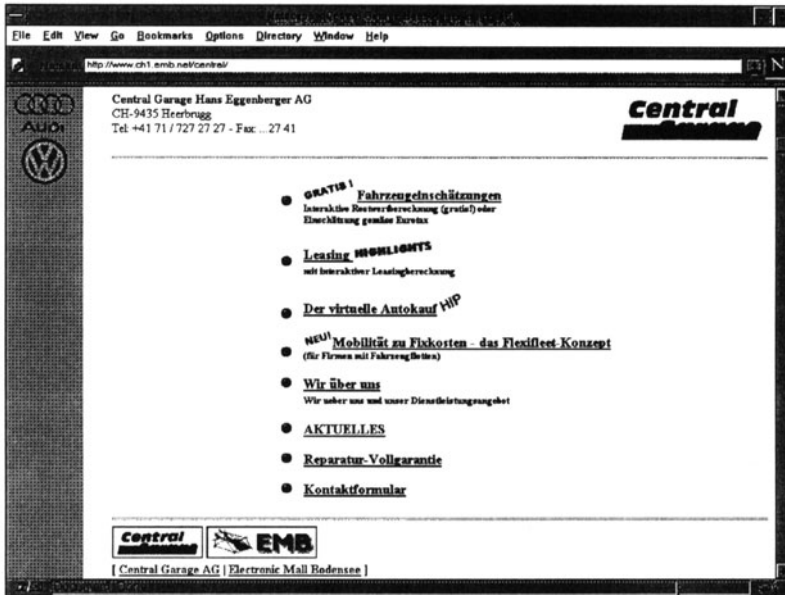 File Edit View Go Bookmarks Options Directory Window Help
http://www.ch1.emb.net/central/
N
Audi
Central Garage Hans Eggenberger AG
CH-9435 Heerbrugg
Tel: +41 71 / 727 27 27 - Fax: ...27 41
Central
Garage
GRATIS! Fahrzeugeinschätzungen
Interaktive Restwertberechnung (gratis!) oder
Einschätzung gemäss Eurotax
Leasing HIGHLIGHTS
mit interaktiver Leasingberechnung
Der virtuelle Autokauf HIP
NEU! Mobilität zu Fixkosten - das Flexifleet-Konzept
(für Firmen mit Fahrzeugflotten)
Wir über uns
Wir ueber uns und unser Dienstleistungsangebot
AKTUELLES
Reparatur-Vollgarantie
Kontaktformular
Central Garage EMB
[ Central Garage AG | Electronic Mall Bodensee ]